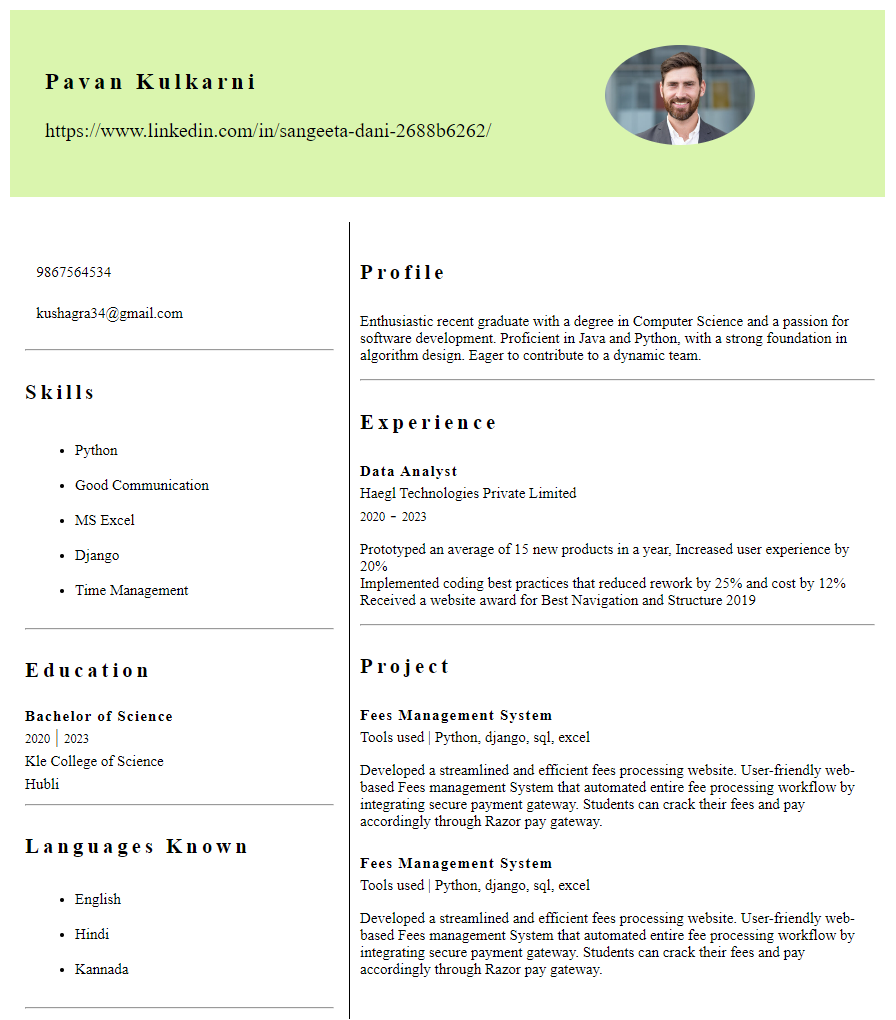 Pavan Kulkarni
https://www.linkedin.com/in/sangeeta-dani-2688b6262/
9867564534
kushagra34@gmail.com
Skills
• Python
• Good Communication
• MS Excel
• Django
• Time Management
Education
Bachelor of Science
2020 | 2023
Kle College of Science
Hubli
Languages Known
• English
• Hindi
• Kannada
Profile
Enthusiastic recent graduate with a degree in Computer Science and a passion for
software development. Proficient in Java and Python, with a strong foundation in
algorithm design. Eager to contribute to a dynamic team.
Experience
Data Analyst
Haegl Technologies Private Limited
2020 - 2023
Prototyped an average of 15 new products in a year, Increased user experience by
20%
Implemented coding best practices that reduced rework by 25% and cost by 12%
Received a website award for Best Navigation and Structure 2019
Project
Fees Management System
Tools used | Python, django, sql, excel
Developed a streamlined and efficient fees processing website. User-friendly web-
based Fees management System that automated entire fee processing workflow by
integrating secure payment gateway. Students can crack their fees and pay
accordingly through Razor pay gateway.
Fees Management System
Tools used | Python, django, sql, excel
Developed a streamlined and efficient fees processing website. User-friendly web-
based Fees management System that automated entire fee processing workflow by
integrating secure payment gateway. Students can crack their fees and pay
accordingly through Razor pay gateway.